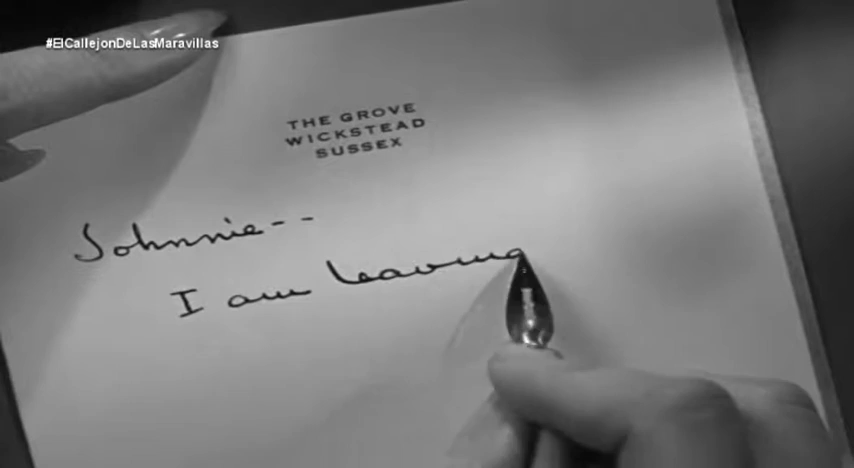 #ElCallejonDeLasMaravillas
THE GROVE
WICKSTEAD
SUSSEX
Johnnie--
I am leaving